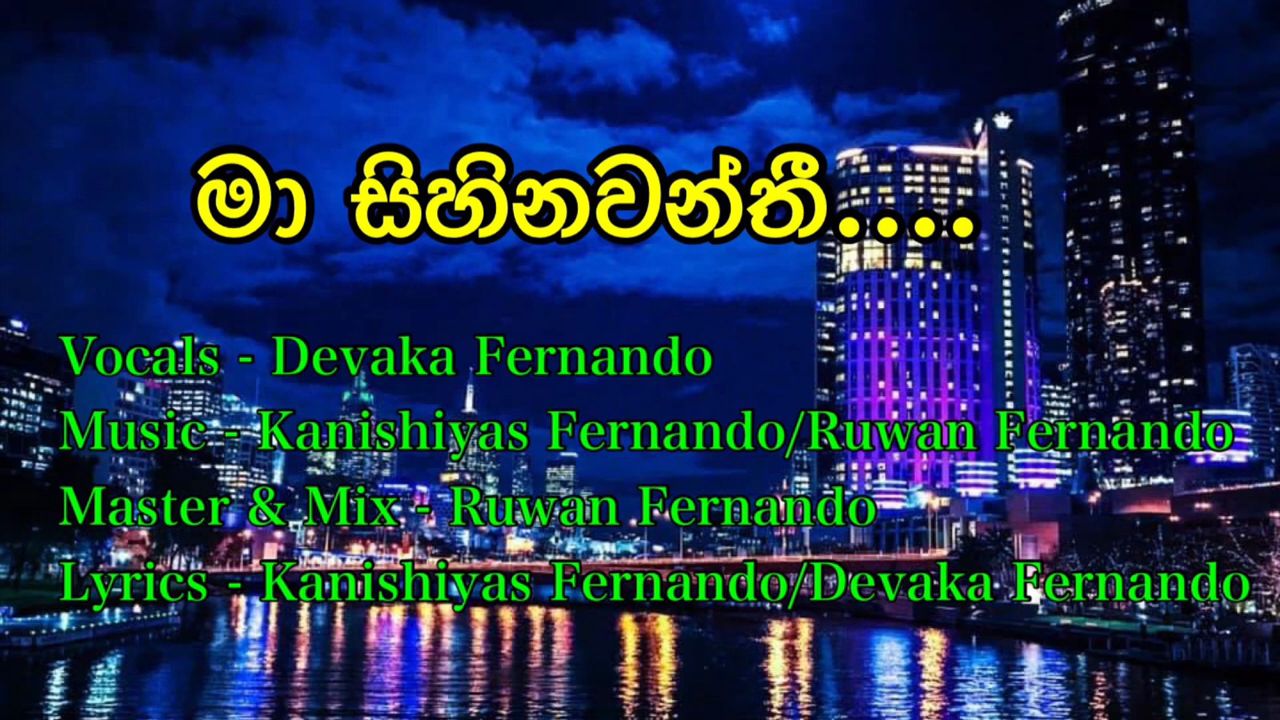 මා සිහිනවන්තී....
Vocals - Devaka Fernando
Music - Kanishiyas Fernando/Ruwan Fernando
Master & Mix - Ruwan Fernando
Lyrics - Kanishiyas Fernando/Devaka Fernando